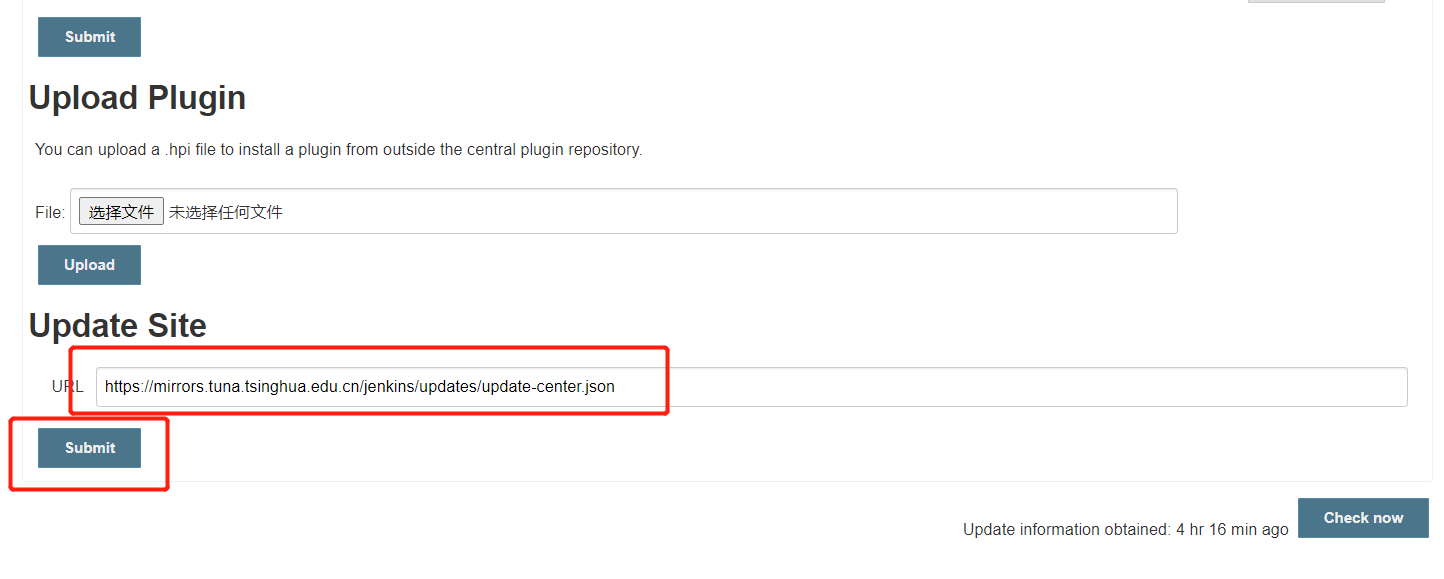 Submit
Upload Plugin
You can upload a .hpi file to install a plugin from outside the central plugin repository.
File: 选择文件 未选择任何文件
Upload
Update Site
URL https://mirrors.tuna.tsinghua.edu.cn/jenkins/updates/update-center.json
Submit
Update information obtained: 4 hr 16 min ago Check now